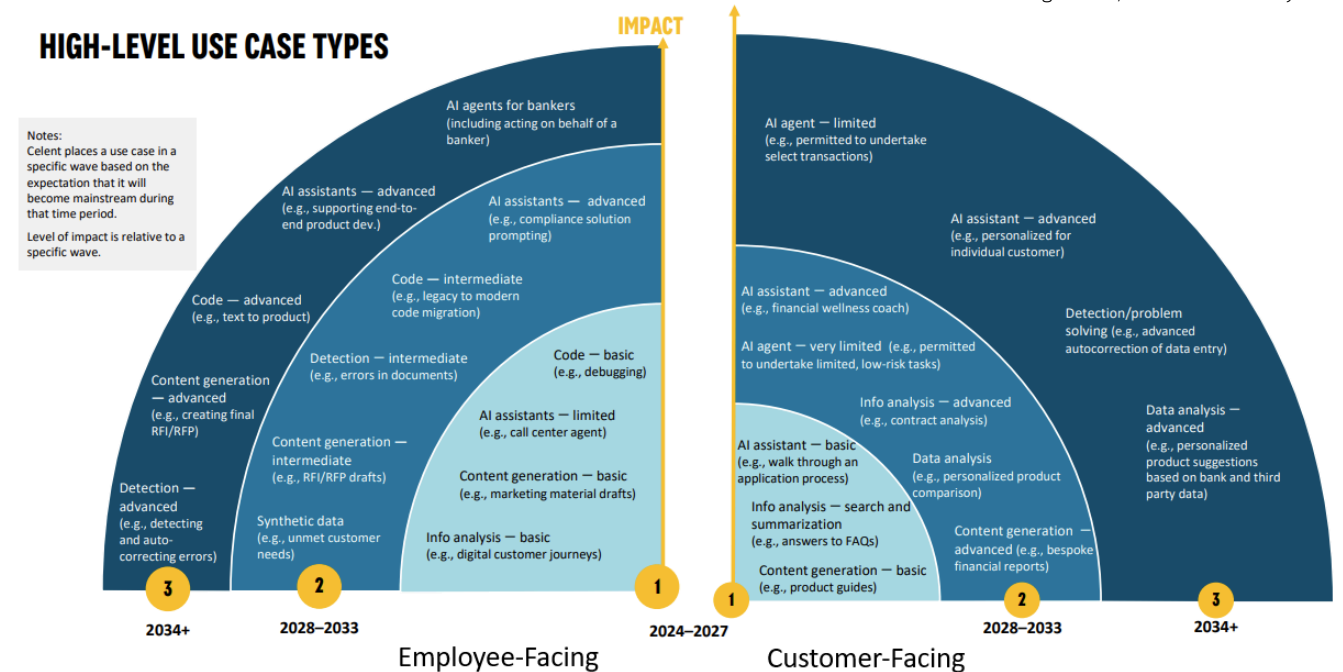 HIGH-LEVEL USE CASE TYPES
IMPACT
Notes:
Celent places a use case in a
specific wave based on the
expectation that it will
become mainstream during
that time period.
Level of impact is relative to a
specific wave.
AI agents for bankers
(including acting on behalf of a
banker)
AI assistants — advanced
(e.g., supporting end-to-
end product dev.)
Code — advanced
(e.g., text to product)
Content generation
— advanced
(e.g., creating final
RFI/RFP)
Detection —
advanced
(e.g., detecting
and auto-
correcting errors)
AI assistants — advanced
(e.g., compliance solution
prompting)
Code — intermediate
(e.g., legacy to modern
code migration)
Detection — intermediate
(e.g., errors in documents)
Content generation —
intermediate
(e.g., RFI/RFP drafts)
Synthetic data
(e.g., unmet customer
needs)
Code — basic
(e.g., debugging)
AI assistants — limited
(e.g., call center agent)
Content generation — basic
(e.g., marketing material drafts)
Info analysis — basic
(e.g., digital customer journeys)
3
2
1
2034+
2028–2033
2024–2027
Employee-Facing
AI agent — limited
(e.g., permitted to undertake
select transactions)
AI assistant — advanced
(e.g., personalized for
individual customer)
Detection/problem
solving (e.g., advanced
autocorrection of data entry)
Data analysis —
advanced
(e.g., personalized
product suggestions
based on bank and third
party data)
AI assistant — advanced
(e.g., financial wellness coach)
AI agent — very limited (e.g., permitted
to undertake limited, low-risk tasks)
Info analysis — advanced
(e.g., contract analysis)
Data analysis
(e.g., personalized product
comparison)
Content generation —
advanced (e.g., bespoke
financial reports)
AI assistant — basic
(e.g., walk through an
application process)
Info analysis — search and
summarization
(e.g., answers to FAQs)
Content generation — basic
(e.g., product guides)
1
2
3
2028–2033
2034+
Customer-Facing